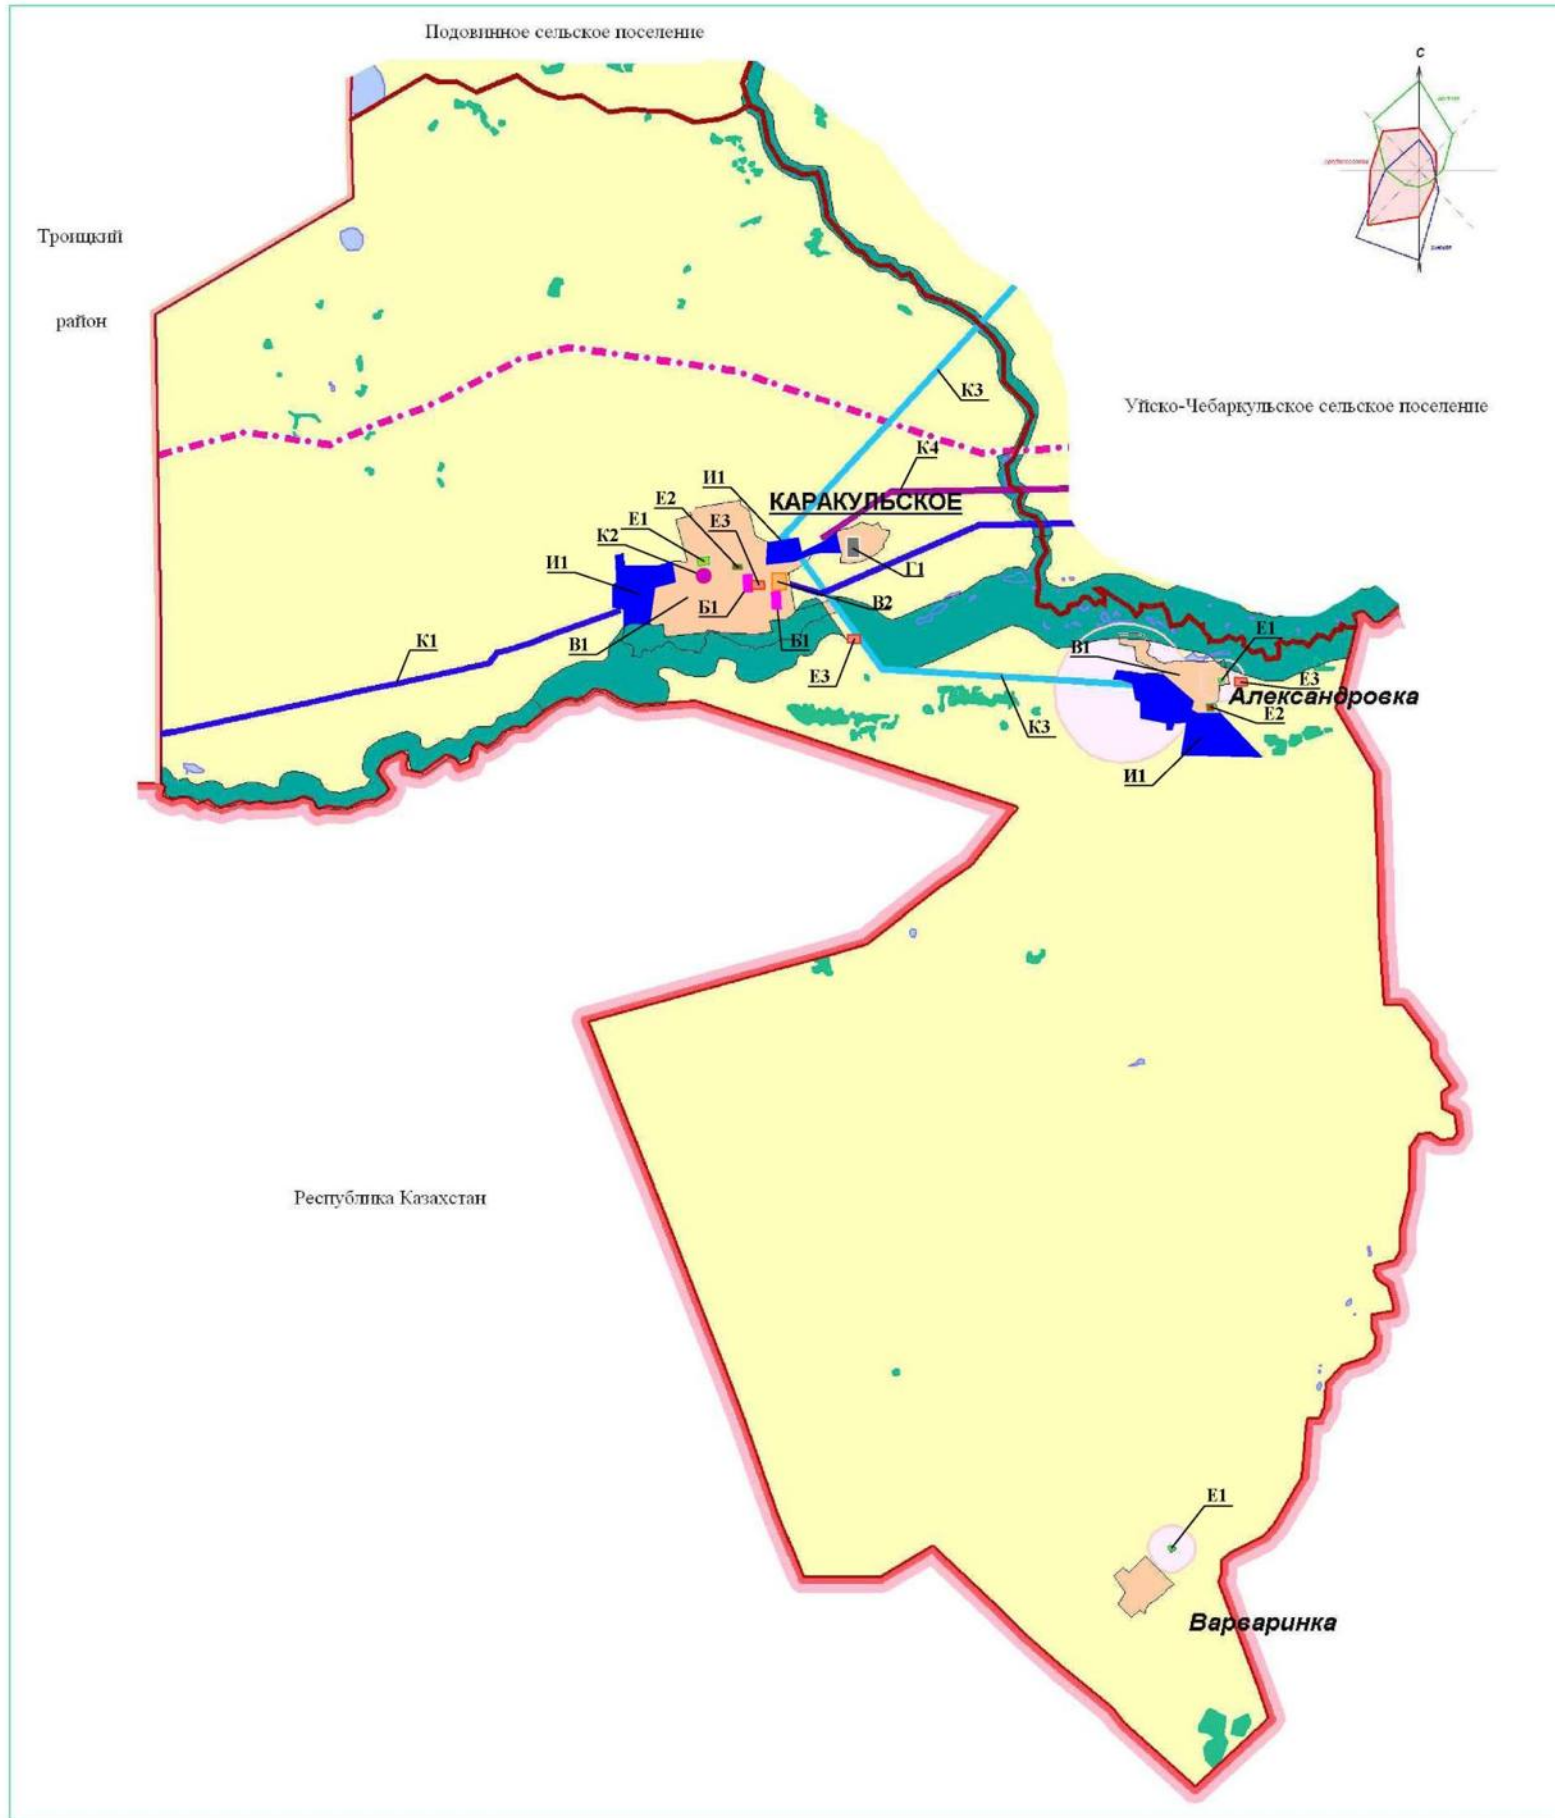 Подовинное сельское поселение
С
Троицкий
район
К3
Уйско-Чебаркульское сельское поселение
К4
И1
КАРАКУЛЬСКОЕ
Е2
Е1
Е3
К2
И1
Г1
В2
Б1
Б1
В1
К1
Е3
Е1
В1
Е3
Александровка
Е2
К3
И1
Республика Казахстан
Е1
Варваринка